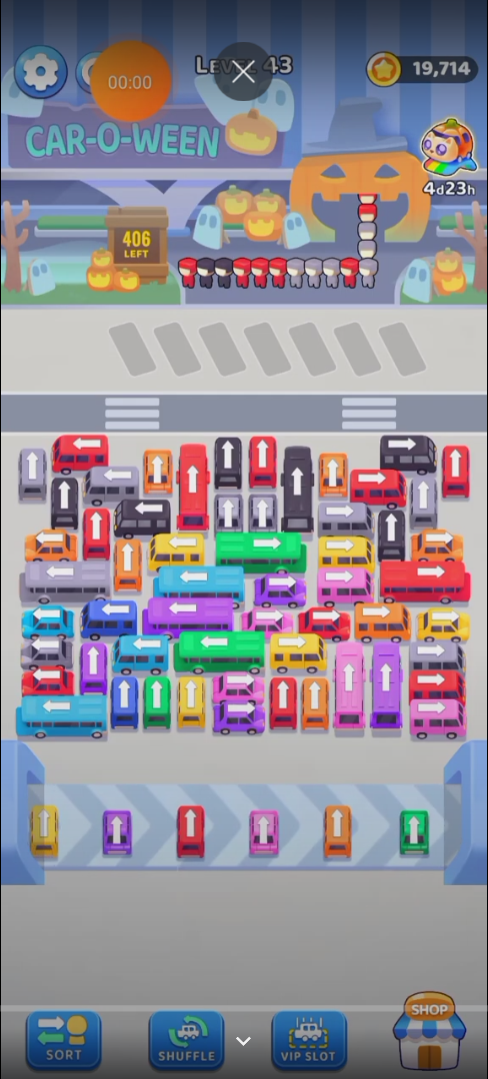 LEVEL 43
00:00
19,714
CAR-O-WEEN
4d23h
406
LEFT
SHOP
SORT
SHUFFLE
VIP SLOT